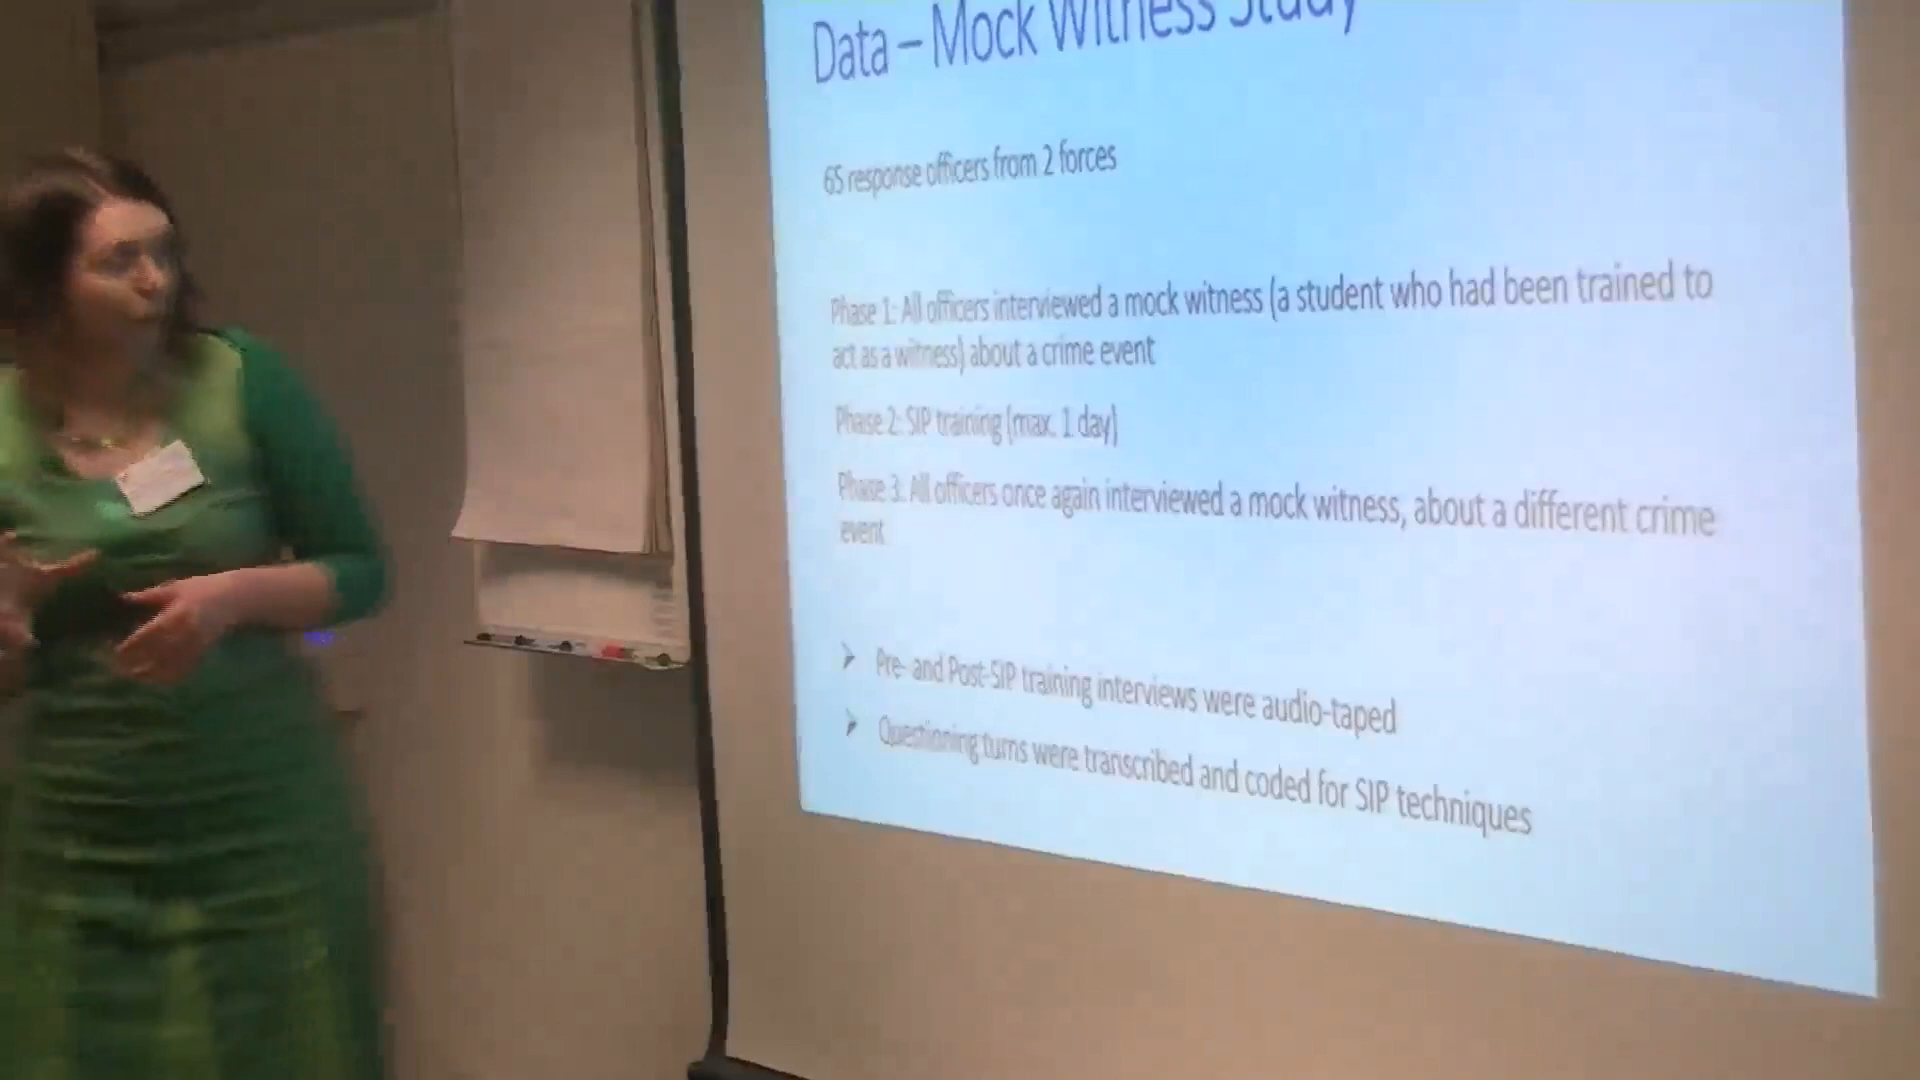 Data – Mock Witness Study
65 response officers from 2 forces
Phase 1: All officers interviewed a mock witness (a student who had been trained to
act as a witness) about a crime event
Phase 2: SIP training (max. 1 day)
Phase 3: All officers once again interviewed a mock witness, about a different crime
event
Pre- and Post-SIP training interviews were audio-taped
Questioning turns were transcribed and coded for SIP techniques